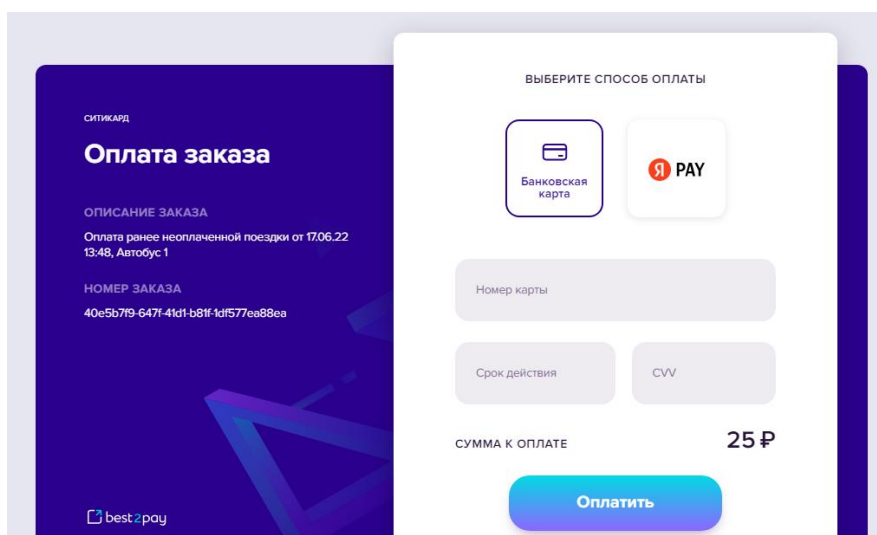 СИТИКАРД
Оплата заказа
ОПИСАНИЕ ЗАКАЗА
Оплата ранее неоплаченной поездки от 17.06.22
13:48, Автобус 1
НОМЕР ЗАКАЗА
40e5b7f9-647f-41d1-b81f-1df577ea88ea
best2pay
ВЫБЕРИТЕ СПОСОБ ОПЛАТЫ
Банковская
карта
Я PAY
Номер карты
Срок действия
CVV
СУММА К ОПЛАТЕ
25 ₽
Оплатить